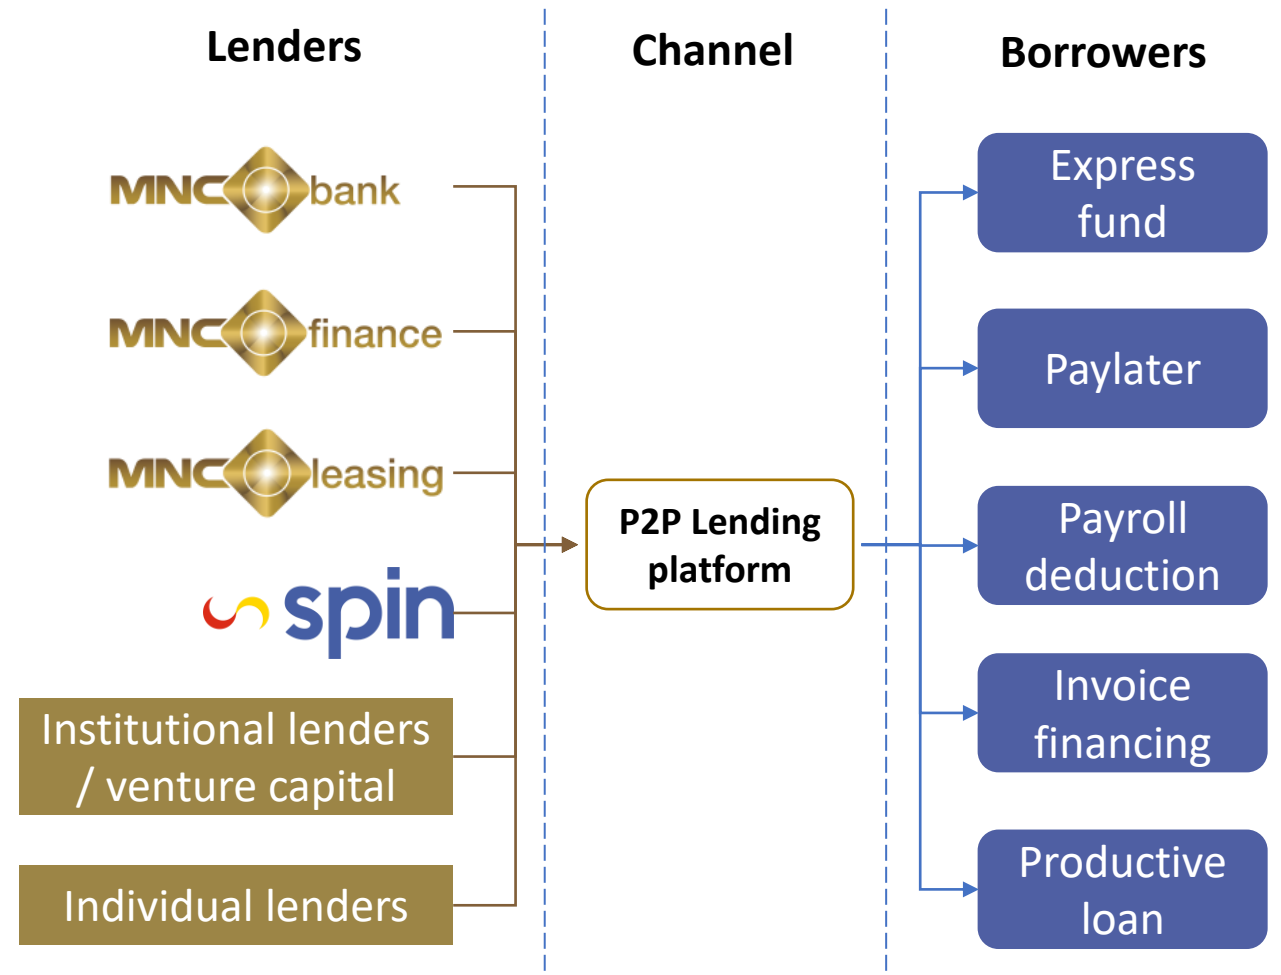 Lenders
Channel
Borrowers
MNC bank
MNC finance
MNC leasing
spin
Institutional lenders
/ venture capital
Individual lenders
P2P Lending
platform
Express
fund
Paylater
Payroll
deduction
Invoice
financing
Productive
loan